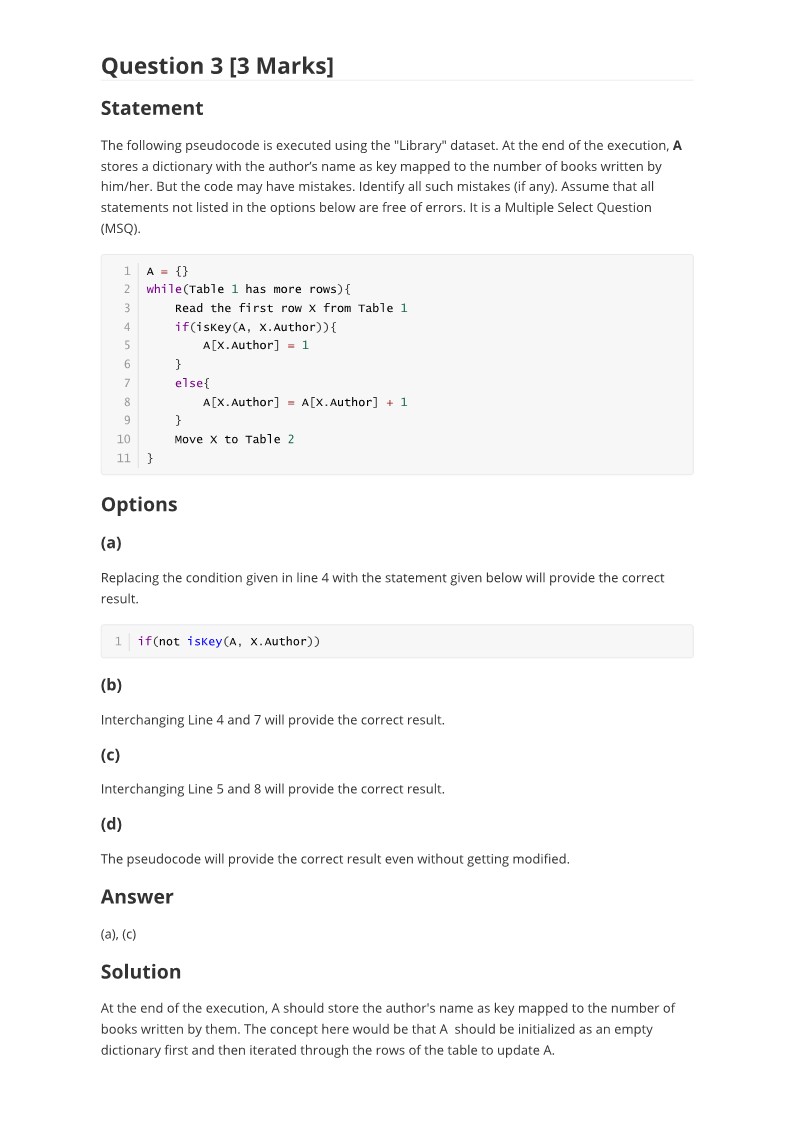 Question 3 [3 Marks]
Statement
The following pseudocode is executed using the "Library" dataset. At the end of the execution, A
stores a dictionary with the author's name as key mapped to the number of books written by
him/her. But the code may have mistakes. Identify all such mistakes (if any). Assume that all
statements not listed in the options below are free of errors. It is a Multiple Select Question
(MSQ).
1 A = {}
2 while(Table 1 has more rows){
3     Read the first row X from Table 1
4     if(isKey(A, X.Author)){
5         A[X.Author] = 1
6     }
7     else{
8         A[X.Author] = A[X.Author] + 1
9     }
10     Move X to Table 2
11 }
Options
(a)
Replacing the condition given in line 4 with the statement given below will provide the correct
result.
1 if(not isKey(A, X.Author))
(b)
Interchanging Line 4 and 7 will provide the correct result.
(c)
Interchanging Line 5 and 8 will provide the correct result.
(d)
The pseudocode will provide the correct result even without getting modified.
Answer
(a), (c)
Solution
At the end of the execution, A should store the author's name as key mapped to the number of
books written by them. The concept here would be that A  should be initialized as an empty
dictionary first and then iterated through the rows of the table to update A.